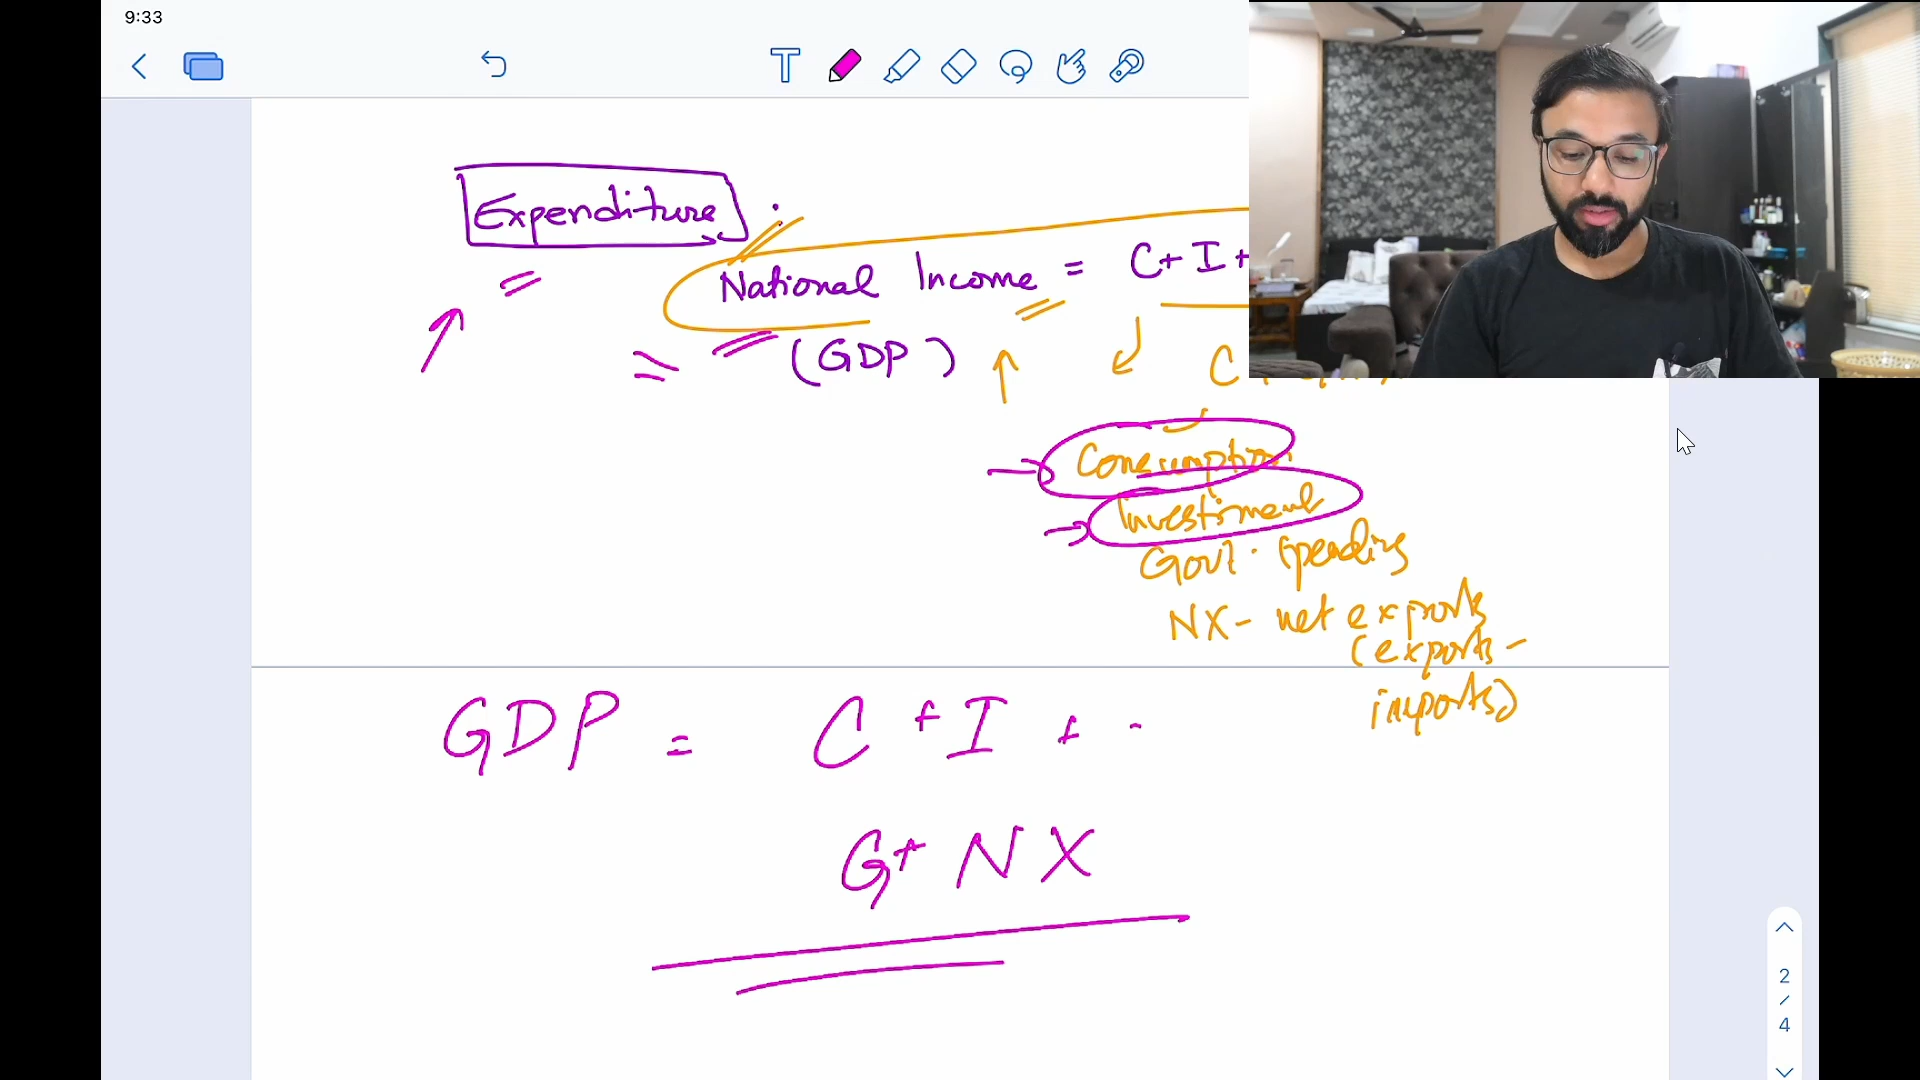 9:33
T
Expenditure :
National Income = C+ I +
(GDP)
C
Consumption
Investment
Govt. spending
NX - net exports
(exports -
imports)
GDP = C + I + -
G + NX
2
/
4